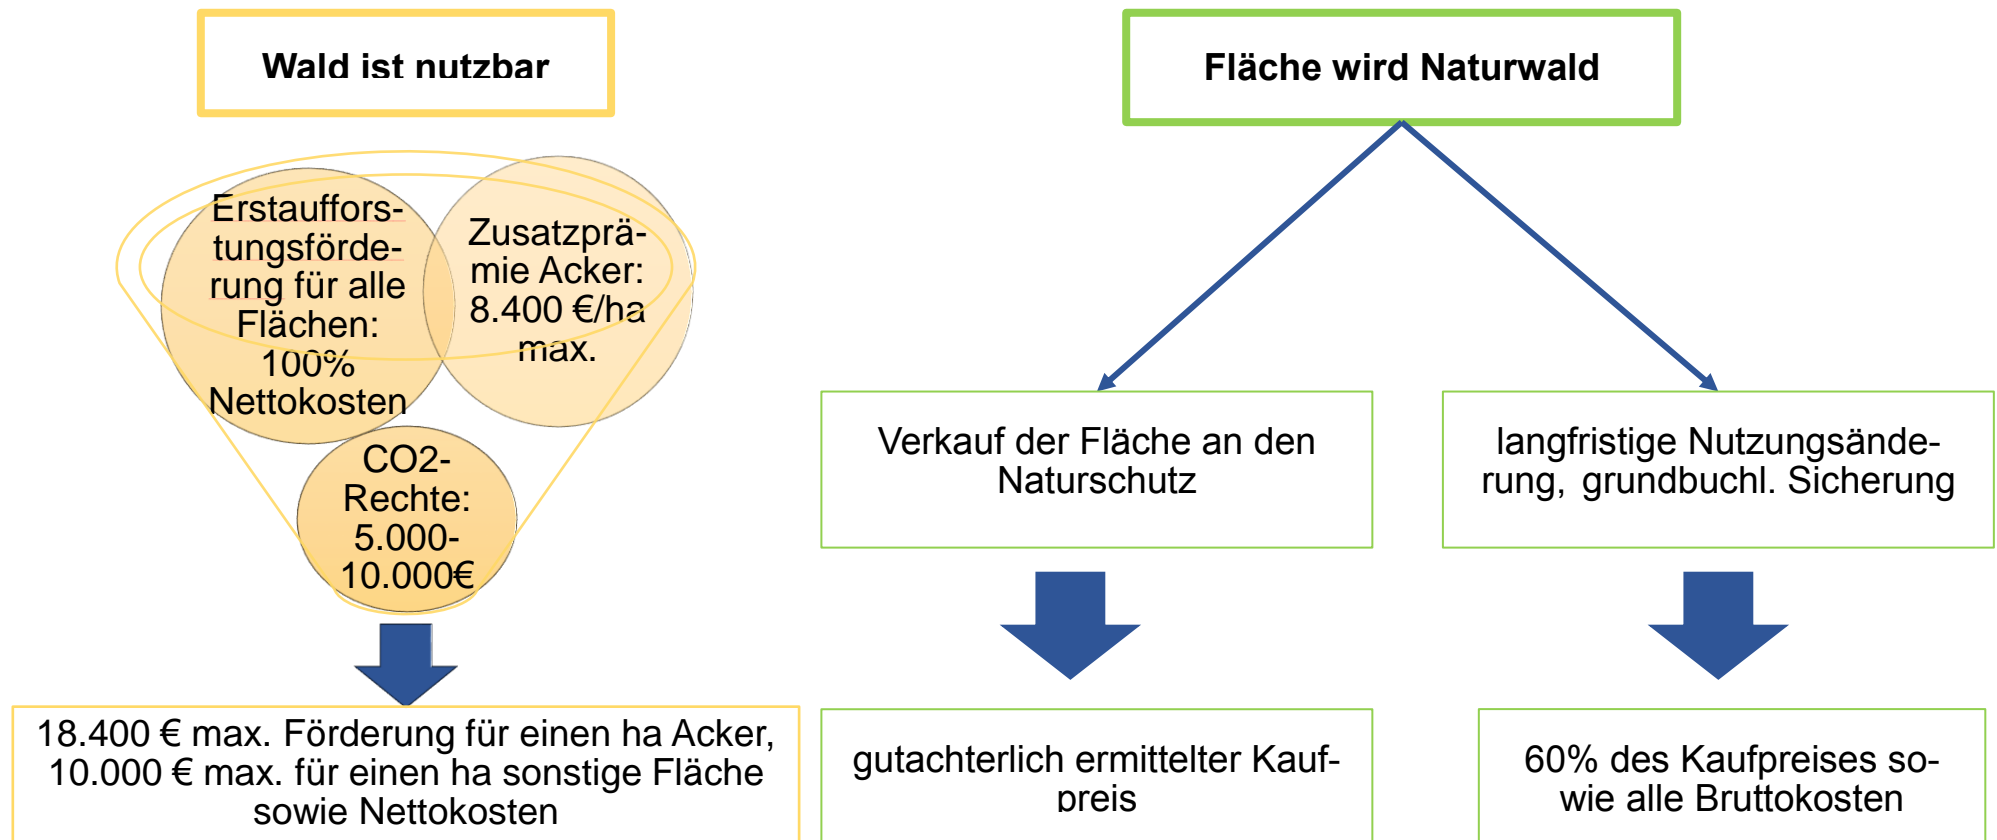 Wald ist nutzbar
Erstauffors-
tungsförde-
rung für alle
Flächen:
100%
Nettokosten
Zusatzprä-
mie Acker:
8.400 €/ha
max.
CO2-
Rechte:
5.000-
10.000€
18.400 € max. Förderung für einen ha Acker,
10.000 € max. für einen ha sonstige Fläche
sowie Nettokosten
Fläche wird Naturwald
Verkauf der Fläche an den
Naturschutz
gutachterlich ermittelter Kauf-
preis
langfristige Nutzungsände-
rung, grundbuchl. Sicherung
60% des Kaufpreises so-
wie alle Bruttokosten